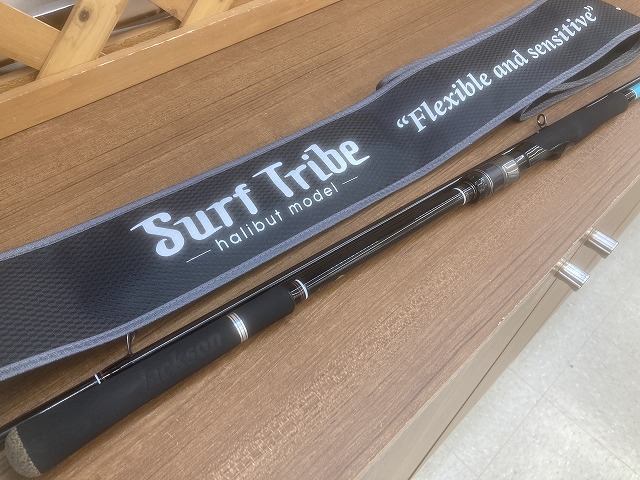 Surf Tribe
halibut model
“Flexible and sensitive”
Jackson